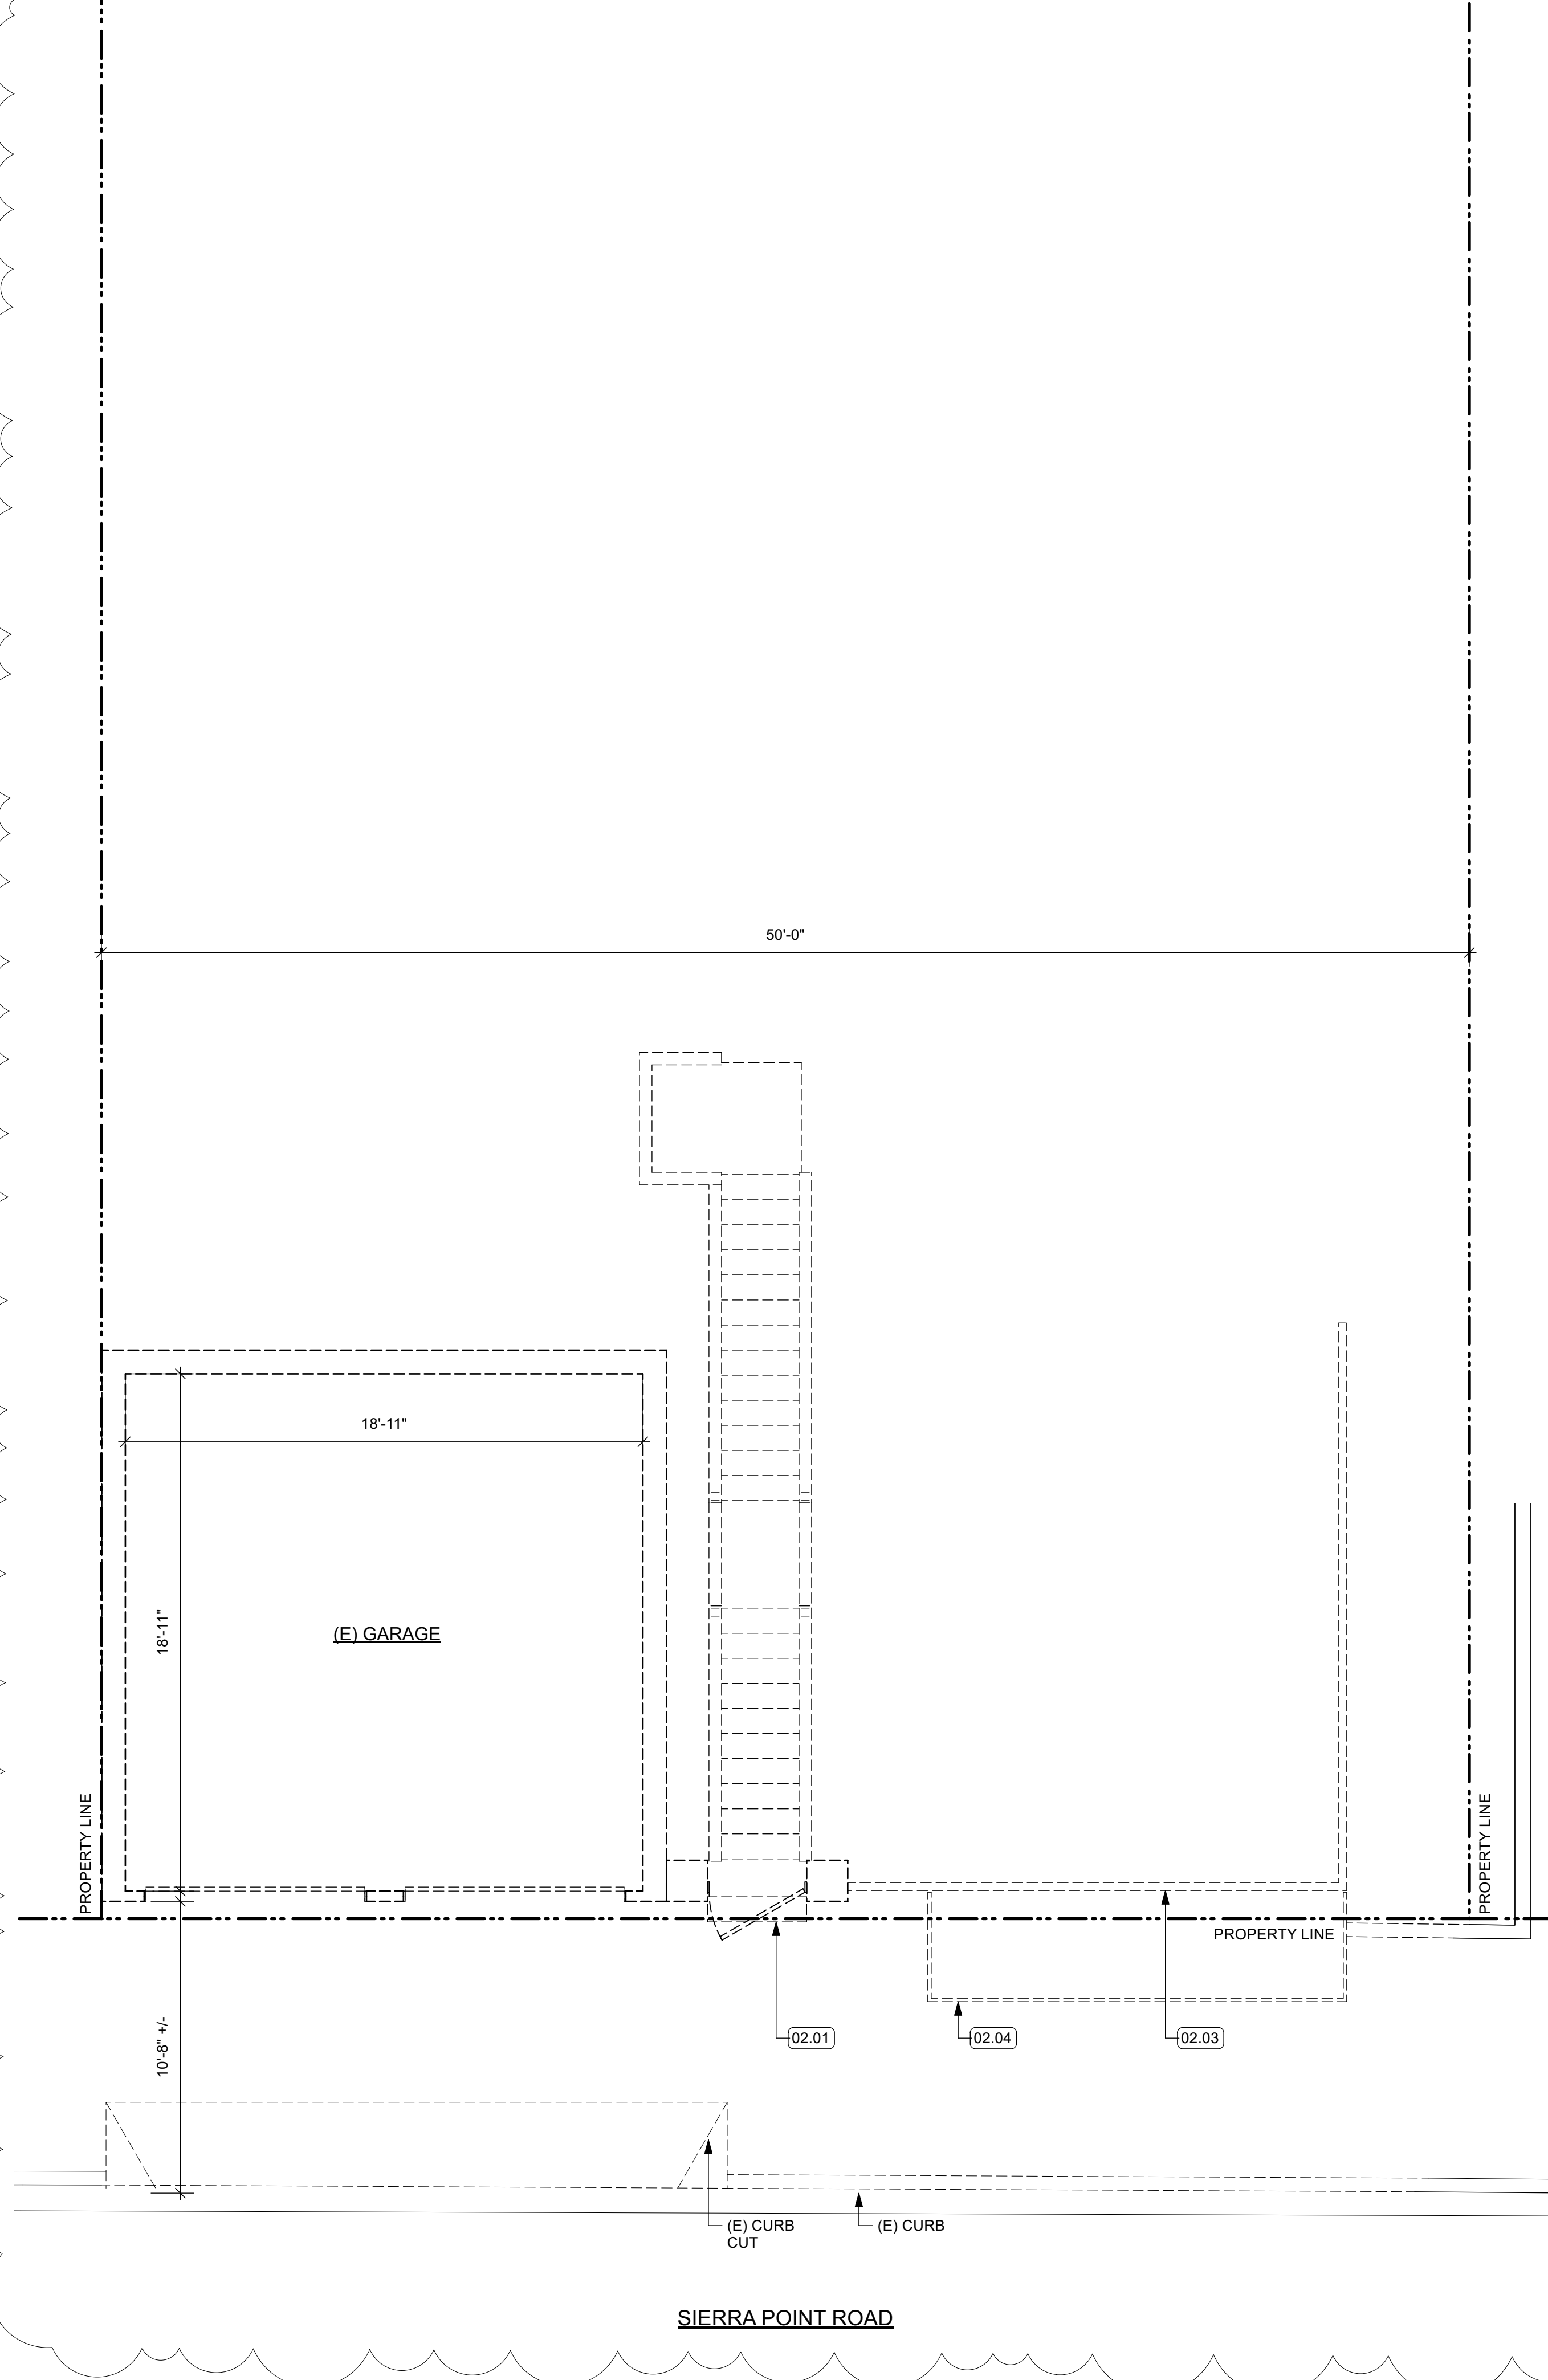 50'-0"
18'-11"
18'-11"
(E) GARAGE
PROPERTY LINE
PROPERTY LINE
PROPERTY LINE
10'-8" +/-
02.01
02.04
02.03
(E) CURB
CUT
(E) CURB
SIERRA POINT ROAD